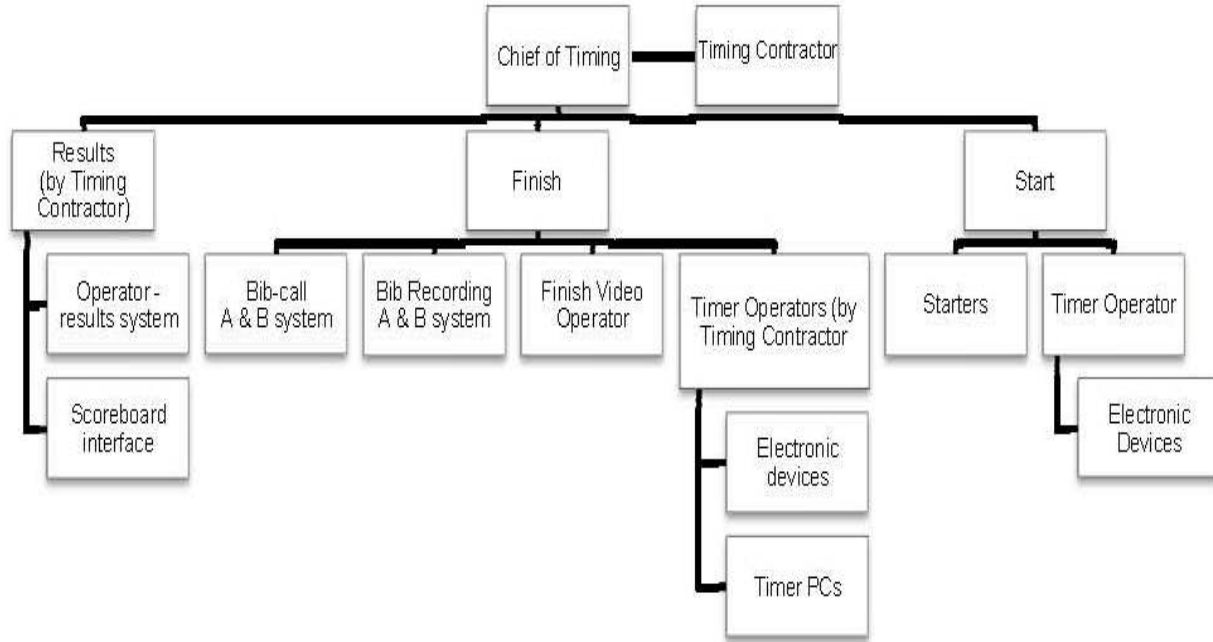 Chief of Timing
Timing Contractor
Results
(by Timing
Contractor)
Finish
Start
Operator -
results system
Scoreboard
interface
Bib-call
A & B system
Bib Recording
A & B system
Finish Video
Operator
Timer Operators (by
Timing Contractor
Electronic
devices
Timer PCs
Starters
Timer Operator
Electronic
Devices